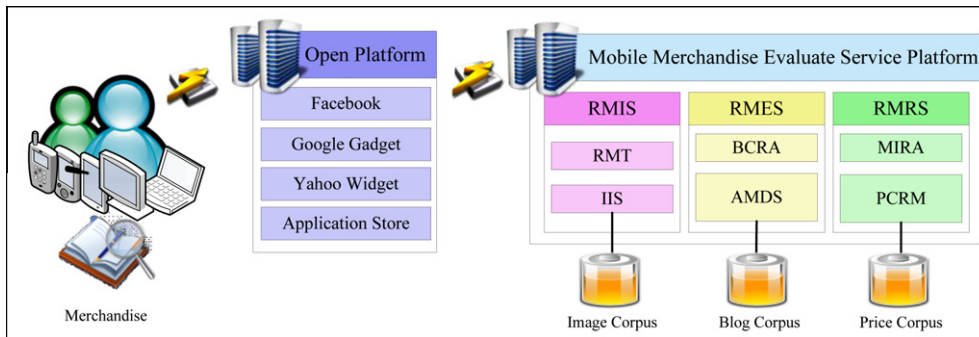 Open Platform
Facebook
Google Gadget
Yahoo Widget
Application Store
Merchandise
Mobile Merchandise Evaluate Service Platform
RMIS
RMT
IIS
RMES
BCRA
AMDS
RMRS
MIRA
PCRM
Image Corpus
Blog Corpus
Price Corpus